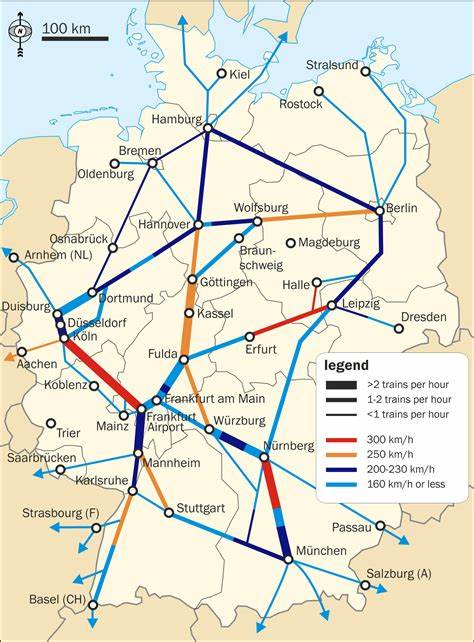 N
100 km
Kiel
Stralsund
Rostock
Hamburg
Bremen
Oldenburg
Wolfsburg
Berlin
Hannover
Osnabrück
Braun-
schweig
Magdeburg
Arnhem (NL)
Göttingen
Halle
Dortmund
Leipzig
Duisburg
Düsseldorf
Kassel
Dresden
Köln
Aachen
Fulda
Erfurt
Koblenz
Frankfurt am Main
Mainz
Frankfurt
Airport
Würzburg
Trier
Nürnberg
Saarbrücken
Mannheim
Karlsruhe
Strasbourg (F)
Stuttgart
Passau
München
Salzburg (A)
Basel (CH)
legend
>2 trains per hour
1-2 trains per hour
<1 trains per hour
300 km/h
250 km/h
200-230 km/h
160 km/h or less